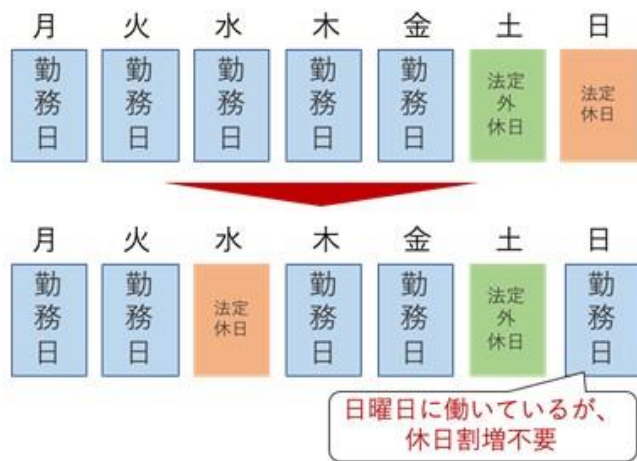 月 火 水 木 金 土 日
勤務日 勤務日 勤務日 勤務日 勤務日 法定外休日 法定休日
月 火 水 木 金 土 日
勤務日 勤務日 法定休日 勤務日 勤務日 法定外休日 勤務日
日曜日に働いているが、
休日割増不要